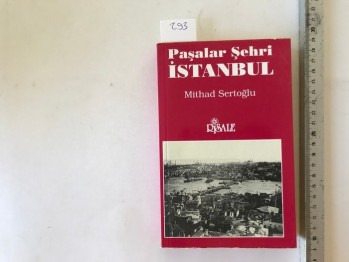 293
Paşalar Şehri
İSTANBUL
Mithad Sertoğlu
RİSALE